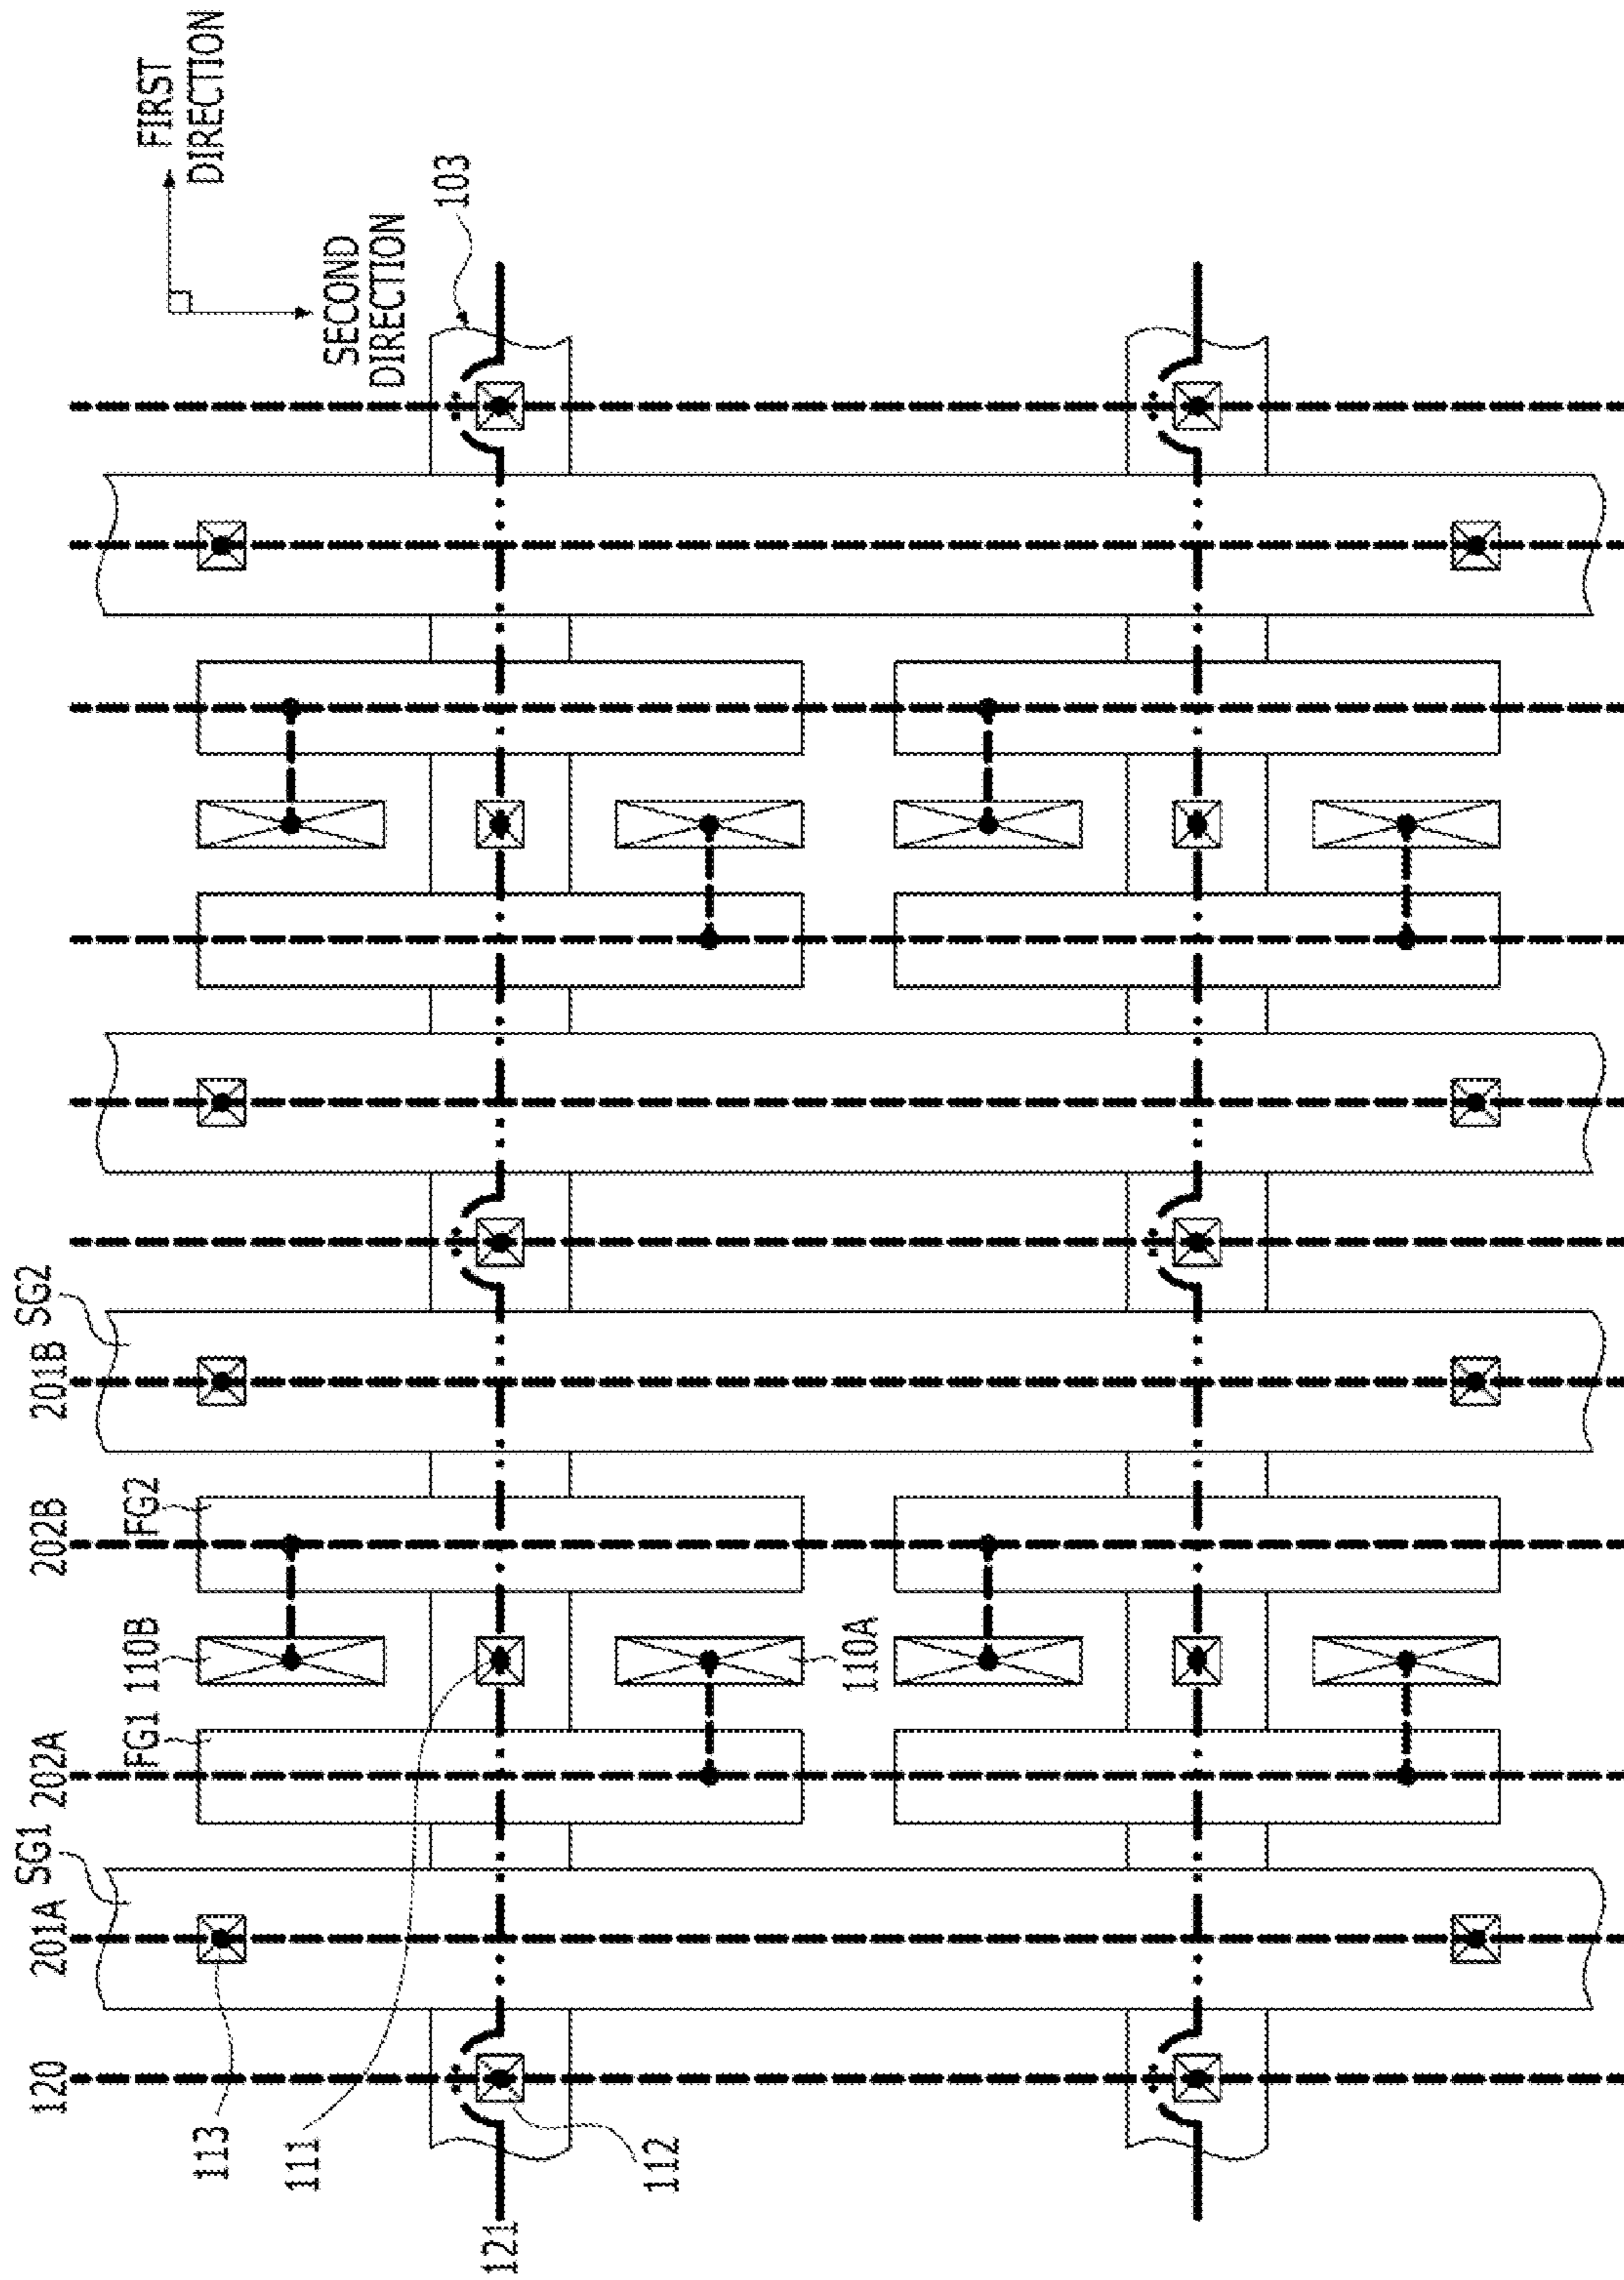 120
201A
SG1
202A
202B
201B
SG2
FG1
110B
FG2
FIRST
DIRECTION
113
111
SECOND
DIRECTION
103
121
112
110A